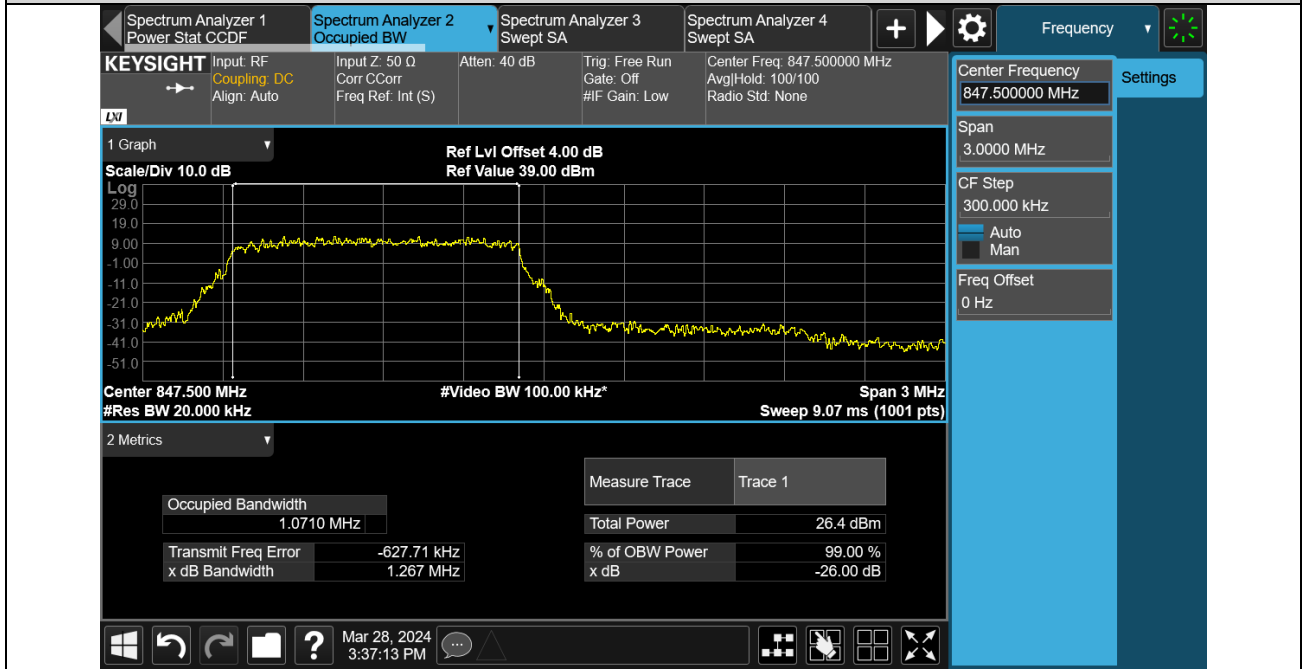 Spectrum Analyzer 1
Power Stat CCDF
Spectrum Analyzer 2
Occupied BW
Spectrum Analyzer 3
Swept SA
Spectrum Analyzer 4
Swept SA
+
Frequency
KEYSIGHT
LXI
Input: RF
Coupling: DC
Align: Auto
Input Z: 50 Ω
Corr CCorr
Freq Ref: Int (S)
Atten: 40 dB
Trig: Free Run
Gate: Off
#IF Gain: Low
Center Freq: 847.500000 MHz
Avg|Hold: 100/100
Radio Std: None
Center Frequency
847.500000 MHz
Settings
Span
3.0000 MHz
CF Step
300.000 kHz
Auto
Man
Freq Offset
0 Hz
1 Graph
Scale/Div 10.0 dB
Ref Lvl Offset 4.00 dB
Ref Value 39.00 dBm
Log
29.0
19.0
9.00
-1.00
-11.0
-21.0
-31.0
-41.0
-51.0
Center 847.500 MHz
#Video BW 100.00 kHz*
Span 3 MHz
#Res BW 20.000 kHz
Sweep 9.07 ms (1001 pts)
2 Metrics
Measure Trace Trace 1
Occupied Bandwidth
1.0710 MHz
Total Power 26.4 dBm
Transmit Freq Error -627.71 kHz
% of OBW Power 99.00 %
x dB Bandwidth 1.267 MHz
x dB -26.00 dB
?
Mar 28, 2024
3:37:13 PM